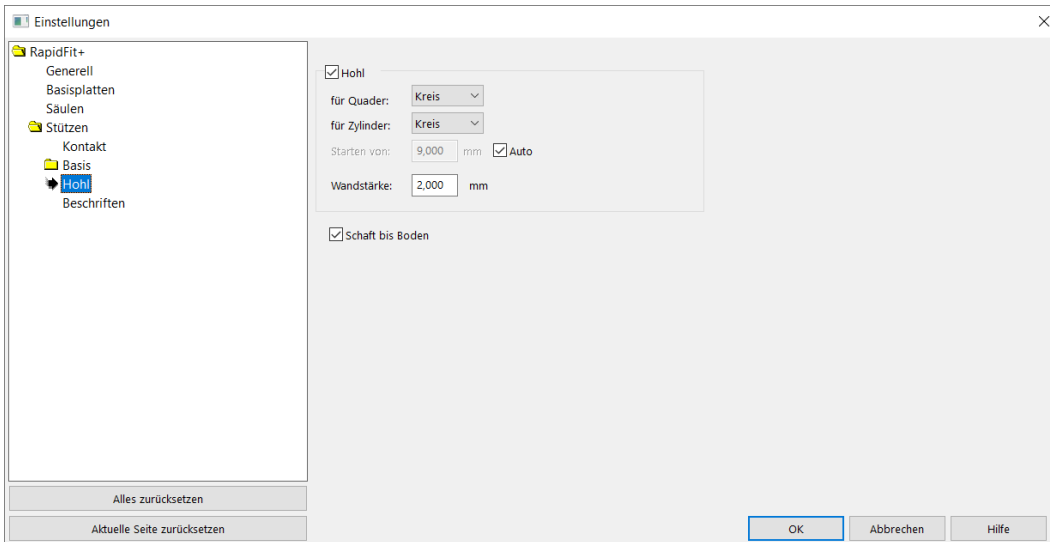 Einstellungen
RapidFit+
Generell
Basisplatten
Säulen
Stützen
Kontakt
Basis
Hohl
Beschriften
Alles zurücksetzen
Aktuelle Seite zurücksetzen
Hohl
für Quader: Kreis
für Zylinder: Kreis
Starten von: 9,000 mm Auto
Wandstärke: 2,000 mm
Schaft bis Boden
OK Abbrechen Hilfe